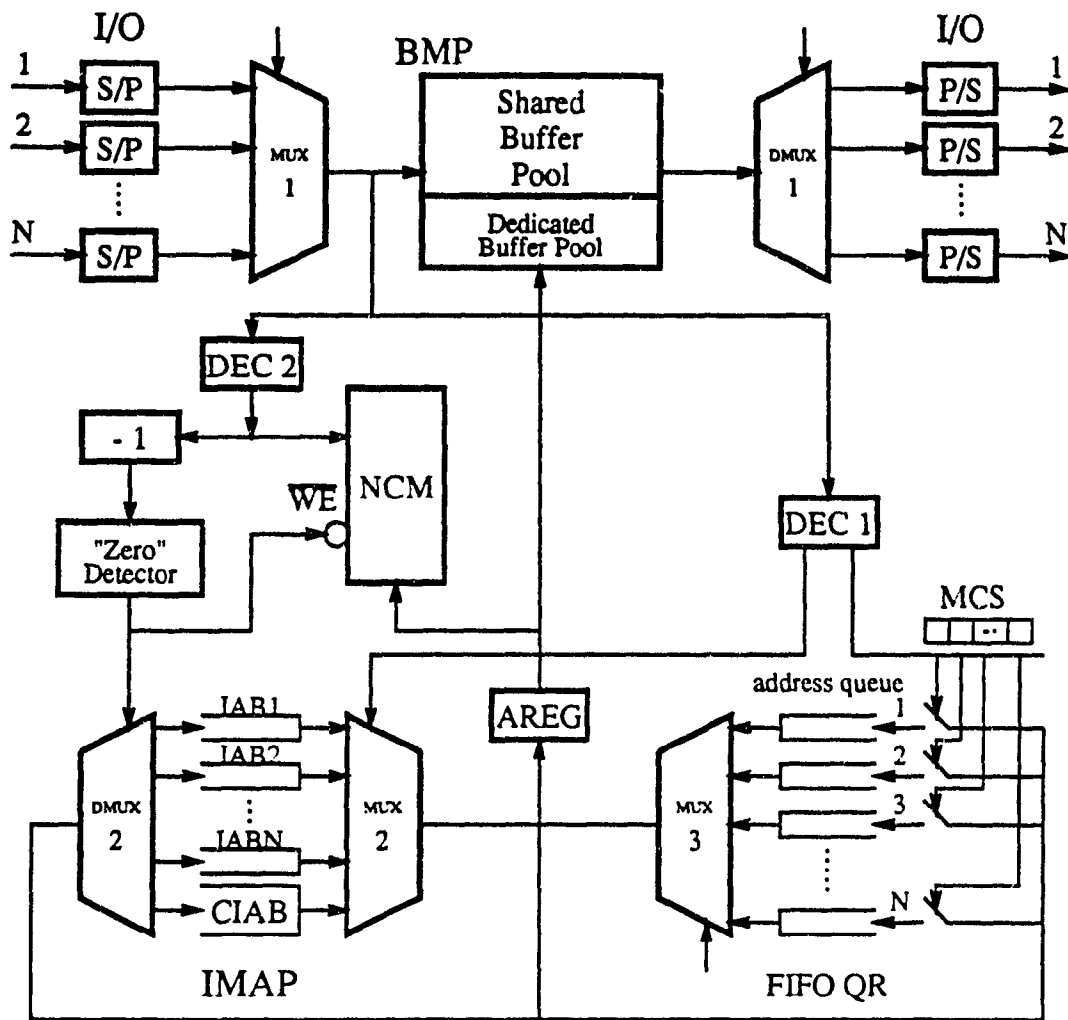 I/O
BMP
I/O
1
S/P
2
S/P
N
S/P
MUX
1
Shared
Buffer
Pool
Dedicated
Buffer Pool
DMUX
1
P/S
1
P/S
2
P/S
N
DEC 2
- 1
NCM
WE
"Zero"
Detector
DEC 1
MCS
address queue
AREG
IAB1
IAB2
IABN
CIAB
DMUX
2
MUX
2
MUX
3
1
2
3
N
IMAP
FIFO QR